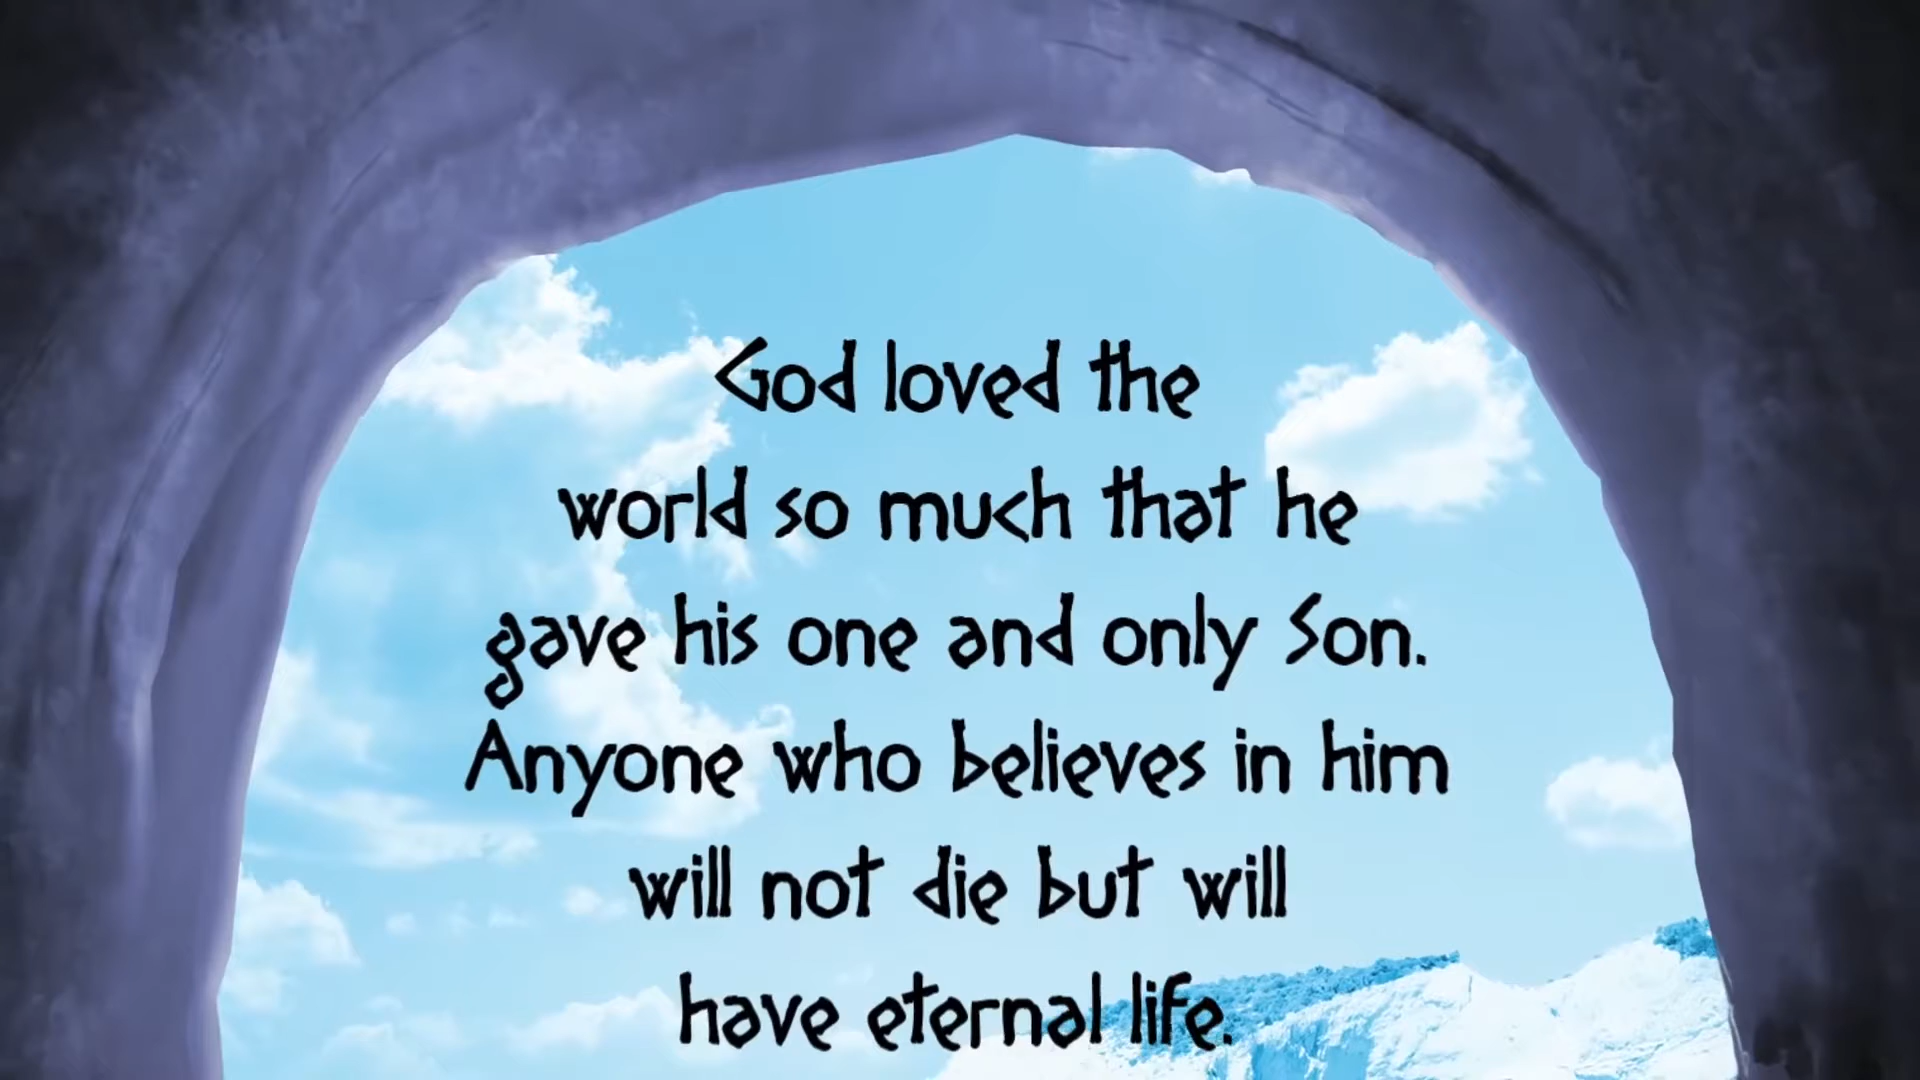 God loved the
world so much that he
gave his one and only Son.
Anyone who believes in him
will not die but will
have eternal life.